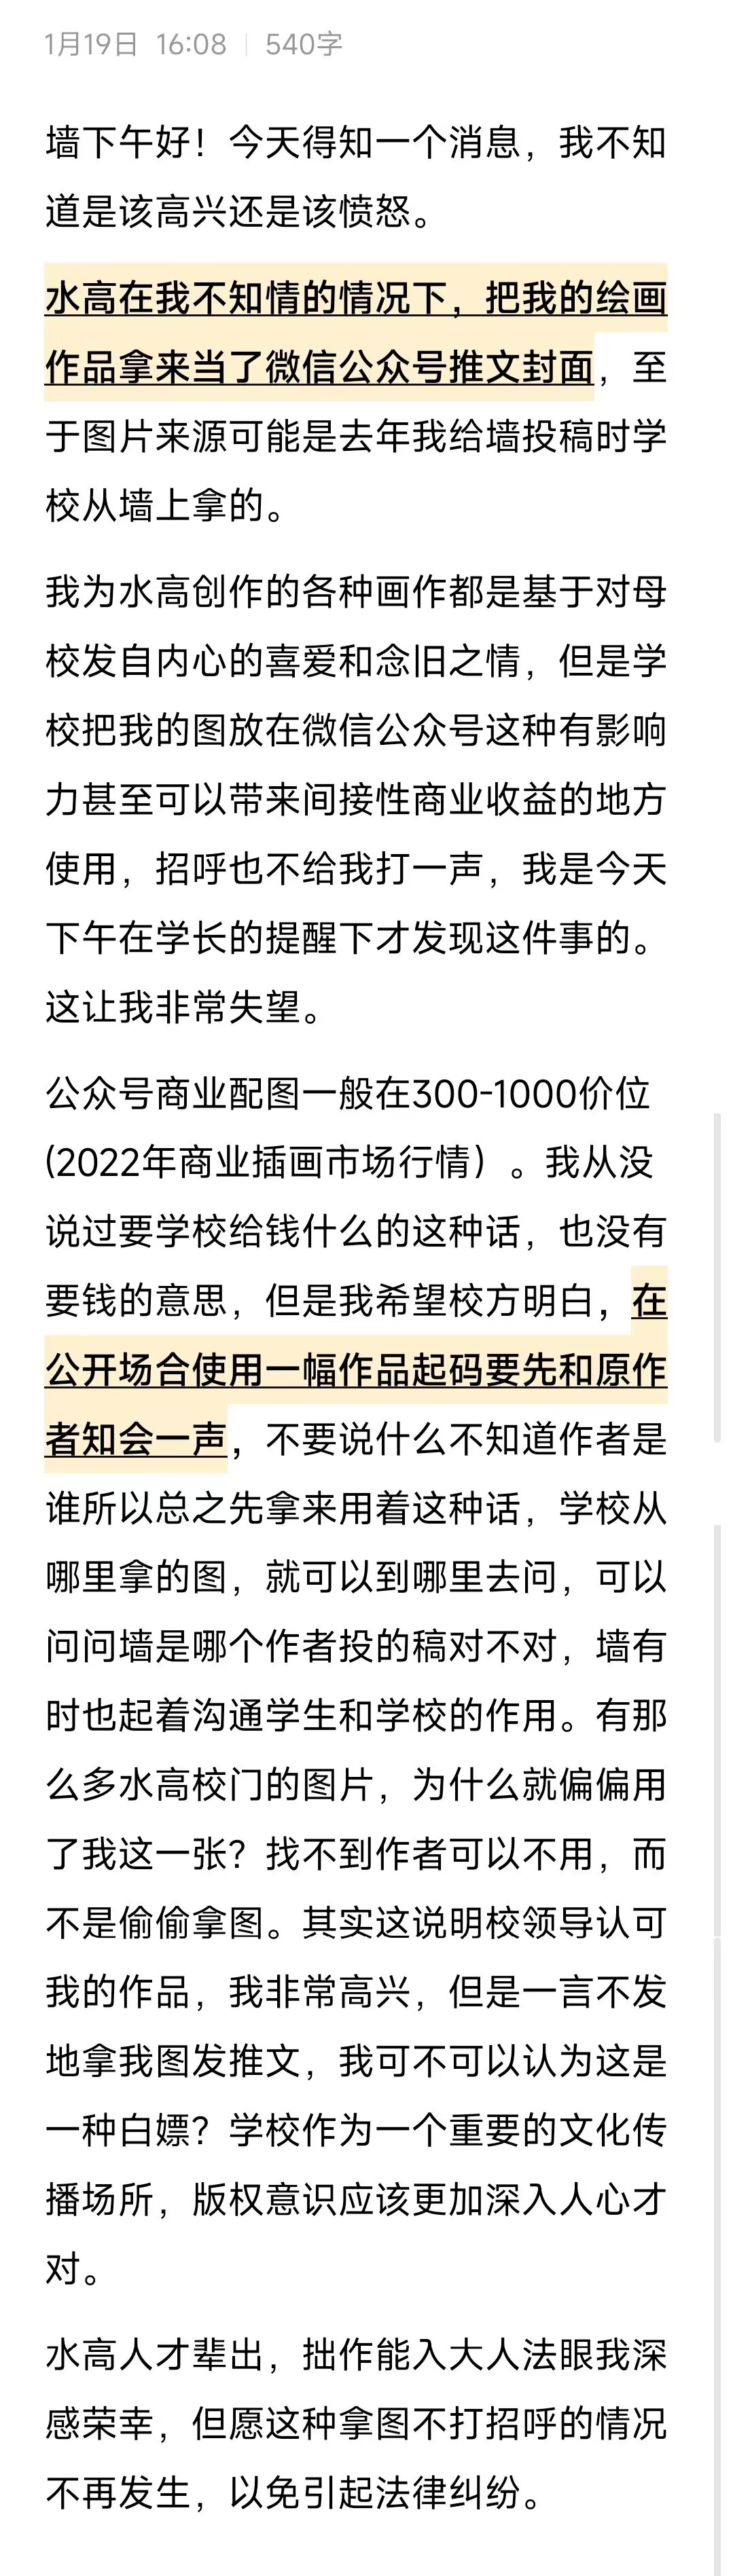 1月19日 16:08 | 540字
墙下午好！今天得知一个消息，我不知
道是该高兴还是该愤怒。
水高在我不知情的情况下，把我的绘画
作品拿来当了微信公众号推文封面，至
于图片来源可能是去年我给墙投稿时学
校从墙上拿的。
我为水高创作的各种画作都是基于对母
校发自内心的喜爱和念旧之情，但是学
校把我的图放在微信公众号这种有影响
力甚至可以带来间接性商业收益的地方
使用，招呼也不给我打一声，我是今天
下午在学长的提醒下才发现这件事的。
这让我非常失望。
公众号商业配图一般在300-1000价位
(2022年商业插画市场行情）。我从没
说过要学校给钱什么的这种话，也没有
要钱的意思，但是我希望校方明白，在
公开场合使用一幅作品起码要先和原作
者知会一声，不要说什么不知道作者是
谁所以总之先拿来用着这种话，学校从
哪里拿的图，就可以到哪里去问，可以
问问墙是哪个作者投的稿对不对，墙有
时也起着沟通学生和学校的作用。有那
么多水高校门的图片，为什么就偏偏用
了我这一张？找不到作者可以不用，而
不是偷偷拿图。其实这说明校领导认可
我的作品，我非常高兴，但是一言不发
地拿我图发推文，我可不可以认为这是
一种白嫖？学校作为一个重要的文化传
播场所，版权意识应该更加深入人心才
对。
水高人才辈出，拙作能入大人法眼我深
感荣幸，但愿这种拿图不打招呼的情况
不再发生，以免引起法律纠纷。